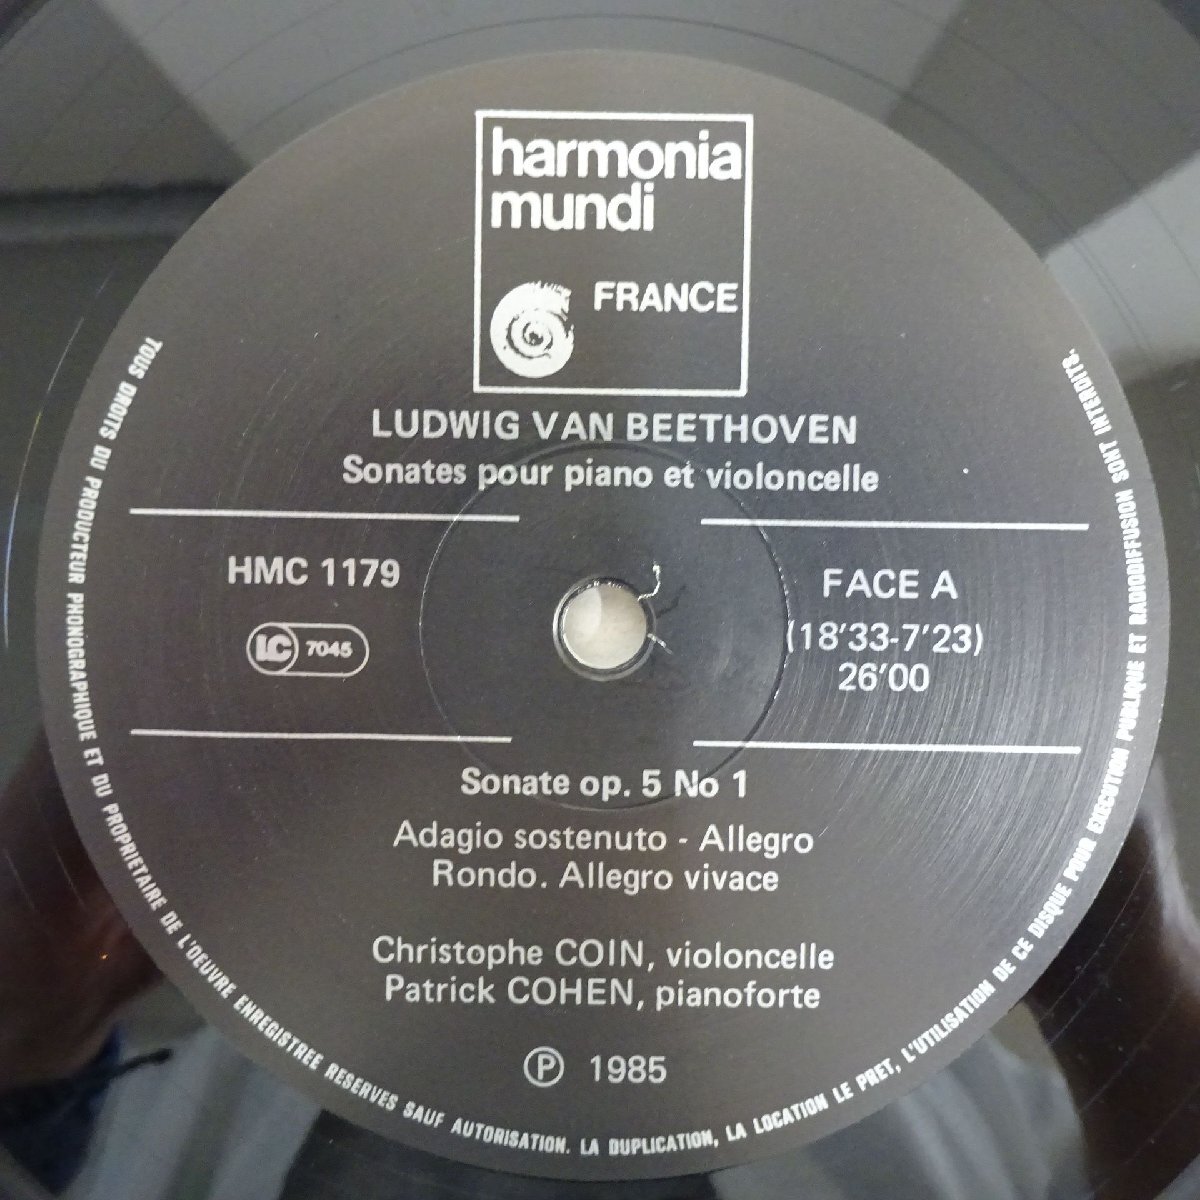 harmonia
mundi
FRANCE
LUDWIG VAN BEETHOVEN
Sonates pour piano et violoncelle
HMC 1179
LC 7045
FACE A
(18'33-7'23)
26'00
Sonate op. 5 No 1
Adagio sostenuto - Allegro
Rondo. Allegro vivace
Christophe COIN, violoncelle
Patrick COHEN, pianoforte
℗ 1985
TOUS DROITS DU PRODUCTEUR PHONOGRAPHIQUE ET DU PROPRIETAIRE DE L'OEUVRE ENREGISTREE RESERVES SAUF AUTORISATION. LA DUPLICATION, LA LOCATION LE PRET, L'UTILISATION DE CE DISQUE POUR EXECUTION PUBLIQUE ET RADIODIFFUSION SONT INTERDITS.